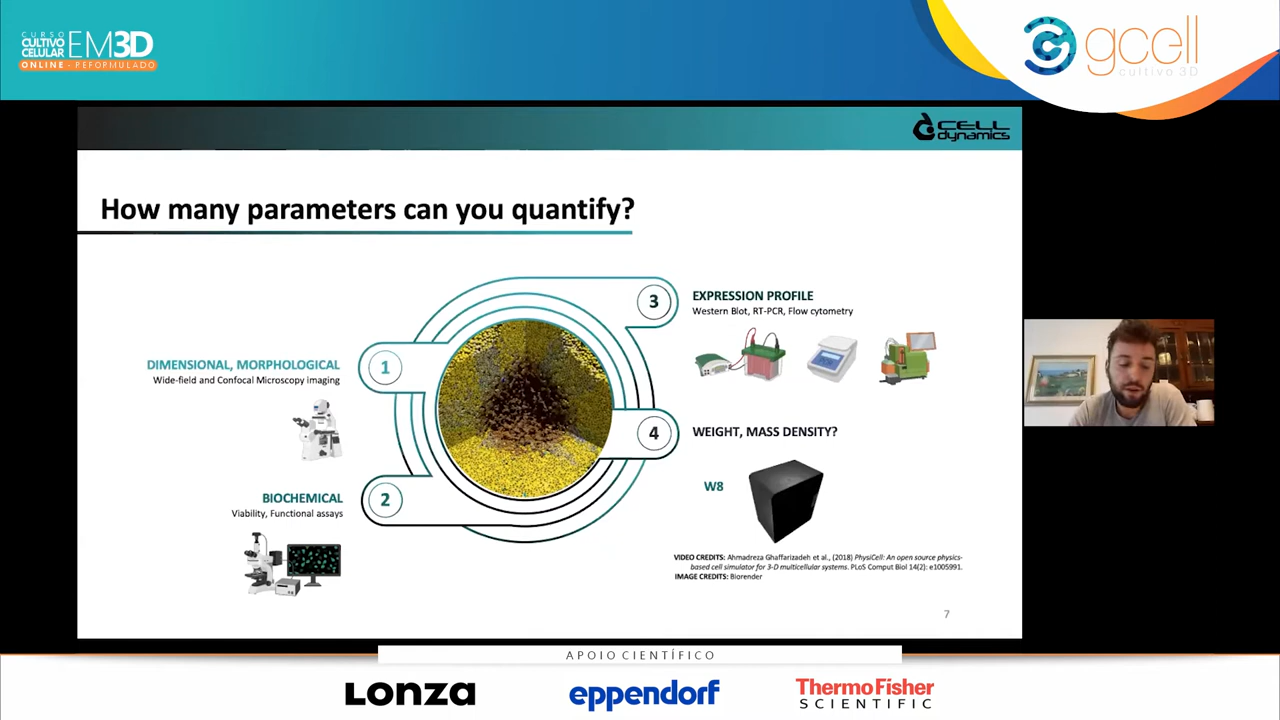 CURSO
CULTIVO
CELULAR
EM3D
ONLINE - PEFORMULADO
gcell
cultivo 3D
CELL
dynamics
How many parameters can you quantify?
3
EXPRESSION PROFILE
Western Blot, RT-PCR, Flow cytometry
DIMENSIONAL, MORPHOLOGICAL
Wide-field and Confocal Microscopy imaging
1
4
WEIGHT, MASS DENSITY?
W8
BIOCHEMICAL
Viability, Functional assays
2
VIDEO CREDITS: Ahmadreza Ghaffarizadeh et al., (2018) PhysiCell: An open source physics-
based cell simulator for 3-D multicellular systems. PLoS Comput Biol 14(2): e1005991.
IMAGE CREDITS: Biorender
7
APOIO CIENTÍFICO
Lonza
eppendorf
ThermoFisher
SCIENTIFIC